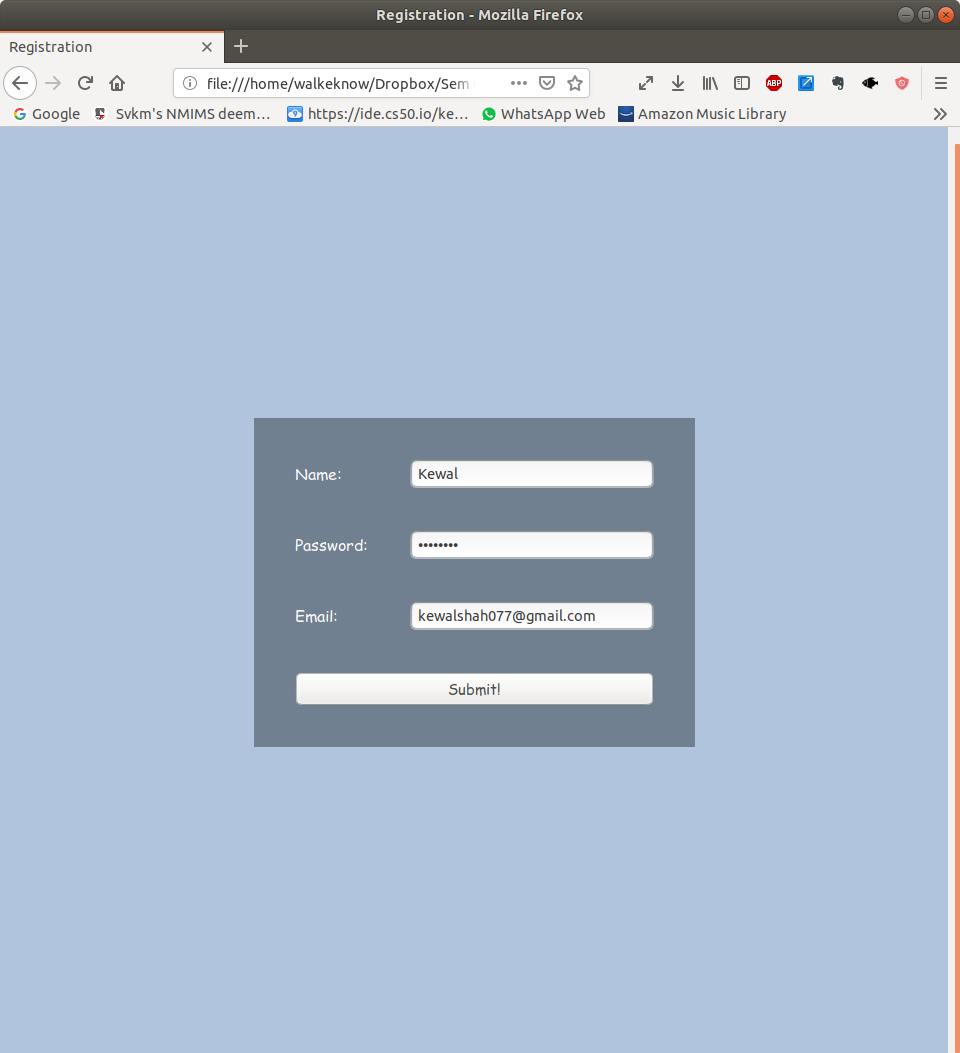 Registration - Mozilla Firefox
Registration
file:///home/walkeknow/Dropbox/Sem
ABP
Google Svkm's NMIMS deem… https://ide.cs50.io/ke… WhatsApp Web Amazon Music Library
Name: Kewal
Password: ••••••••
Email: kewalshah077@gmail.com
Submit!